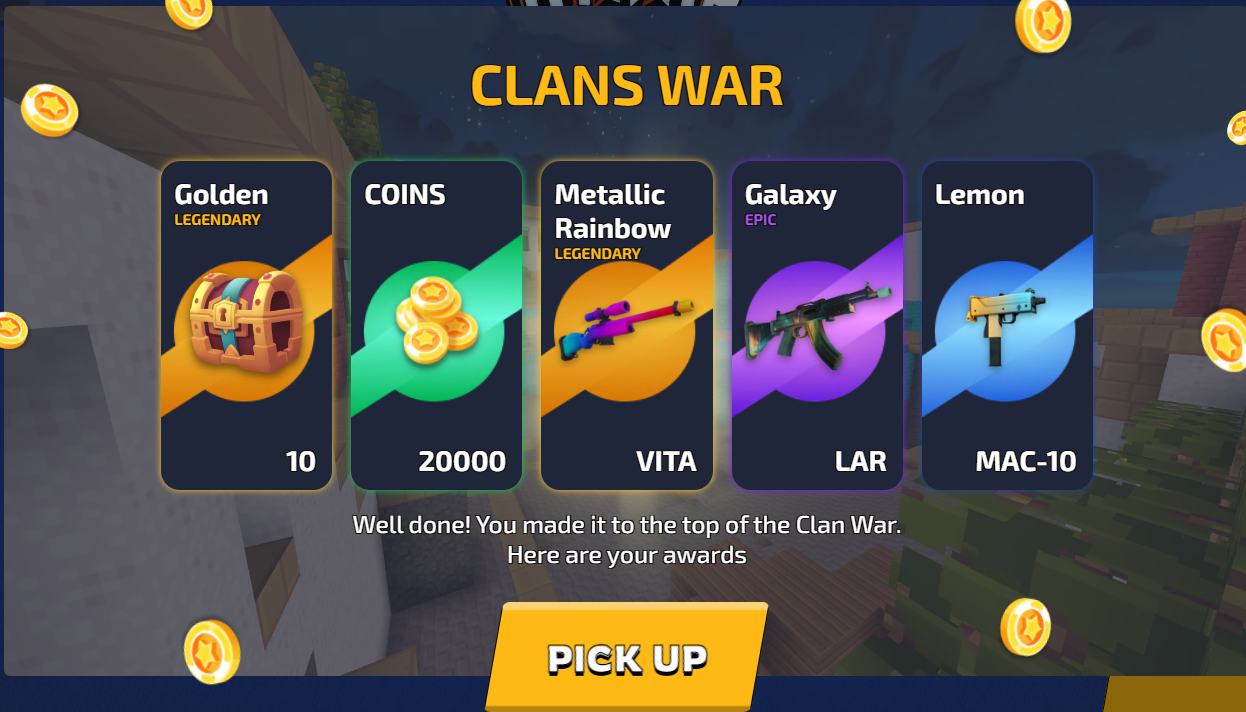 CLANS WAR
Golden
LEGENDARY
10
COINS
20000
Metallic
Rainbow
LEGENDARY
VITA
Galaxy
EPIC
LAR
Lemon
MAC-10
Well done! You made it to the top of the Clan War.
Here are your awards
PICK UP